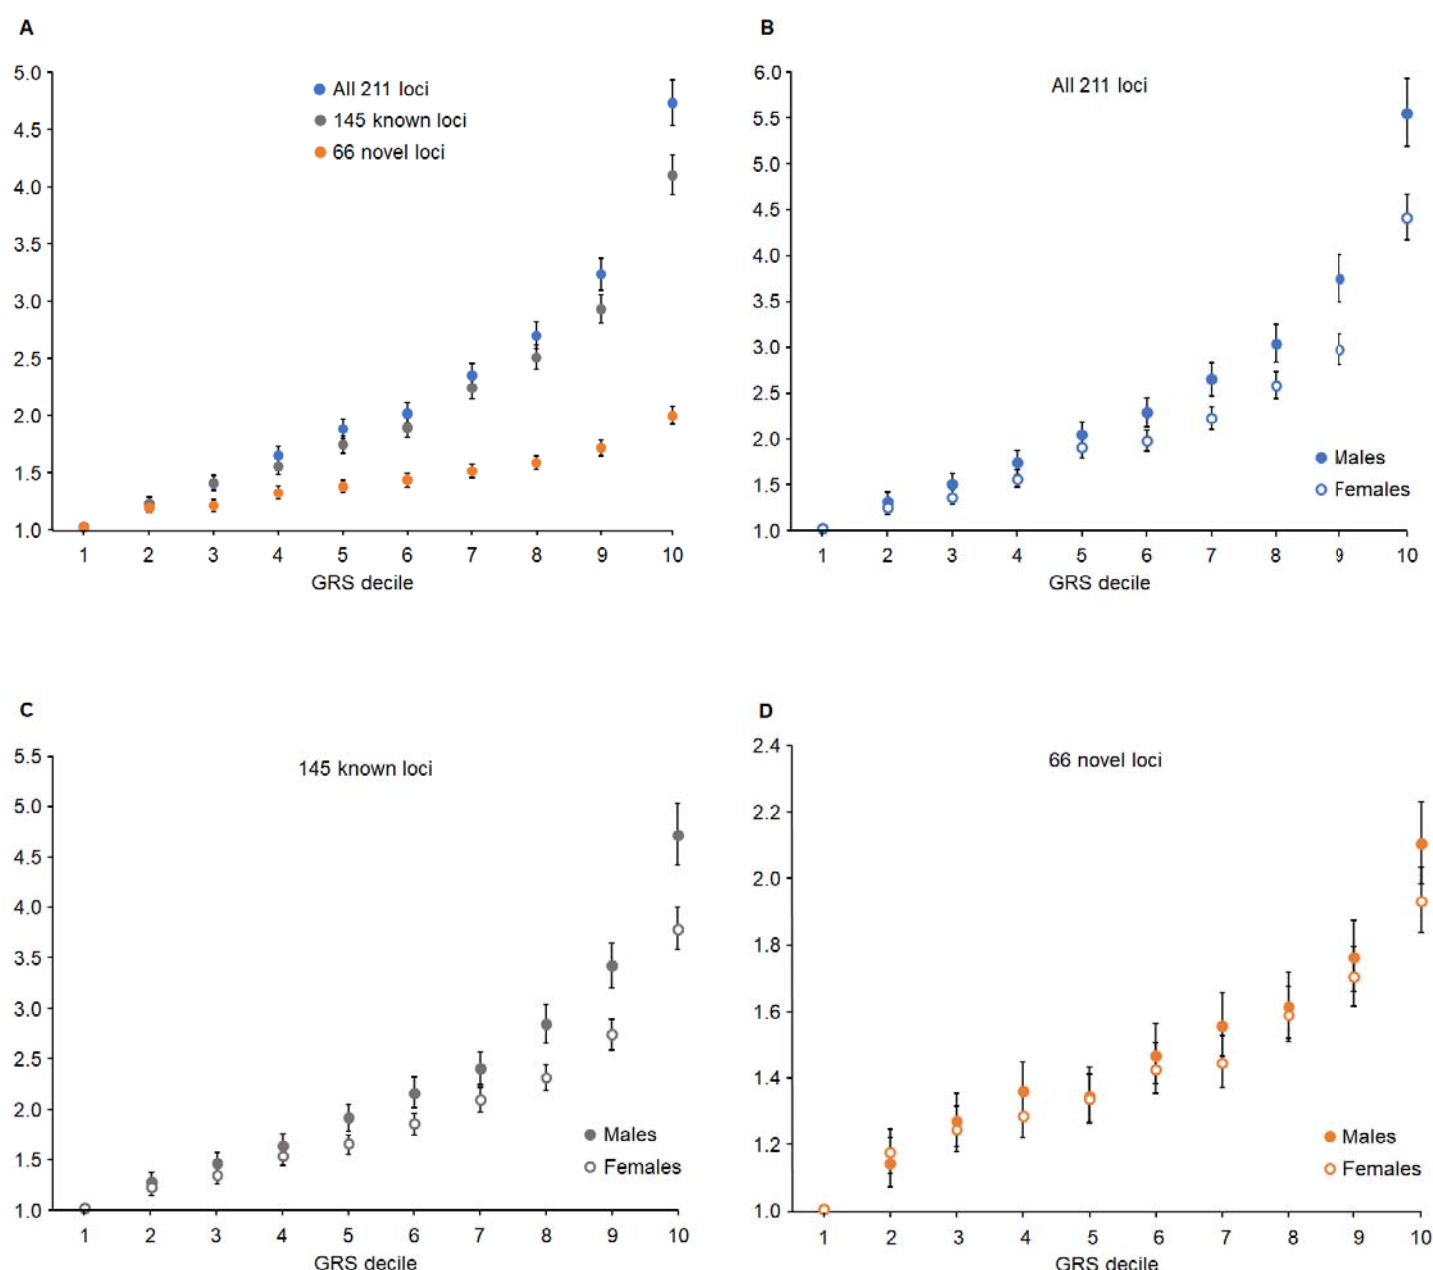 A
5.0
4.5
4.0
3.5
3.0
2.5
2.0
1.5
1.0
All 211 loci
145 known loci
66 novel loci
1 2 3 4 5 6 7 8 9 10
GRS decile
B
6.0
5.5
5.0
4.5
4.0
3.5
3.0
2.5
2.0
1.5
1.0
All 211 loci
Males
Females
1 2 3 4 5 6 7 8 9 10
GRS decile
C
5.5
5.0
4.5
4.0
3.5
3.0
2.5
2.0
1.5
1.0
145 known loci
Males
Females
1 2 3 4 5 6 7 8 9 10
GRS decile
D
2.4
2.2
2.0
1.8
1.6
1.4
1.2
1.0
66 novel loci
Males
Females
1 2 3 4 5 6 7 8 9 10
GRS decile